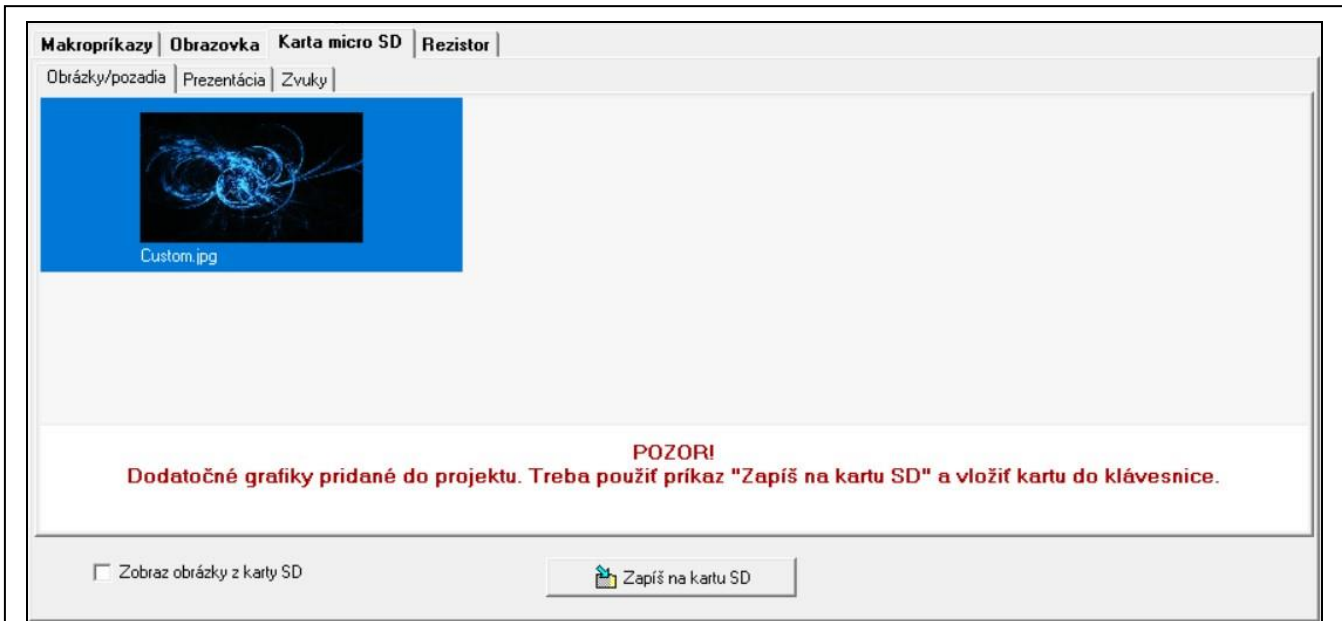 Makropríkazy Obrazovka Karta micro SD Rezistor
Obrázky/pozadia Prezentácia Zvuky
Custom.jpg
POZOR!
Dodatočné grafiky pridané do projektu. Treba použiť príkaz "Zapíš na kartu SD" a vložiť kartu do klávesnice.
Zobraz obrázky z karty SD
Zapíš na kartu SD